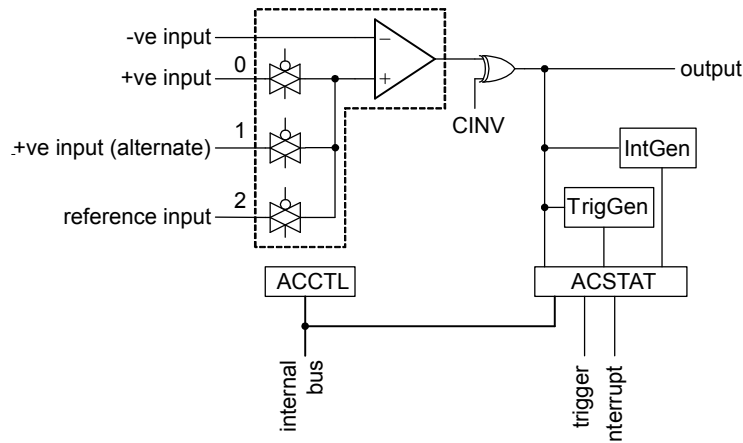 -ve input
−
+ve input
0
+
output
CINV
+ve input (alternate)
1
IntGen
reference input
2
TrigGen
ACCTL
ACSTAT
internal
bus
trigger
nterrupt